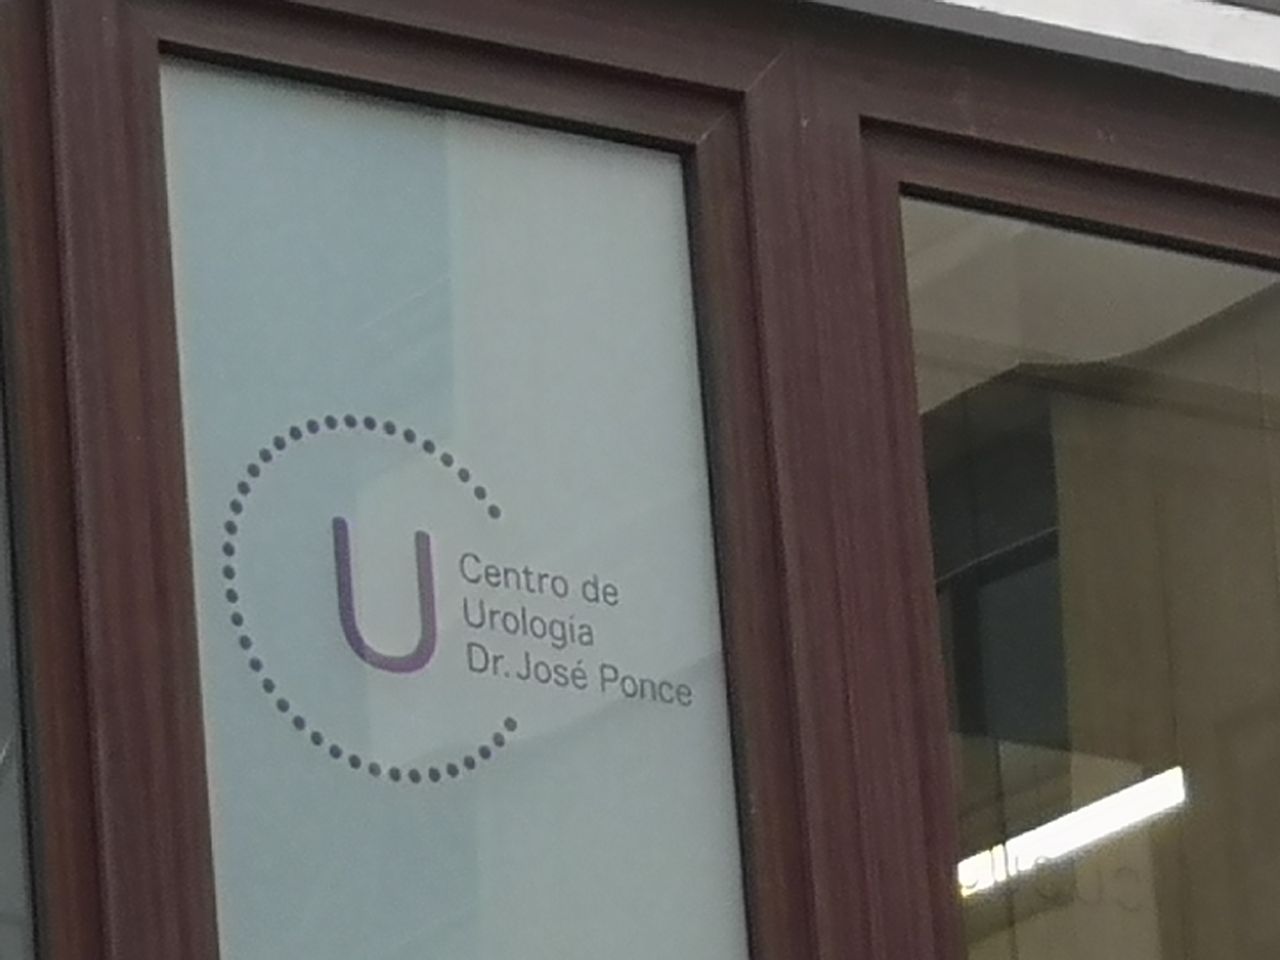 U
Centro de
Urología
Dr. José Ponce